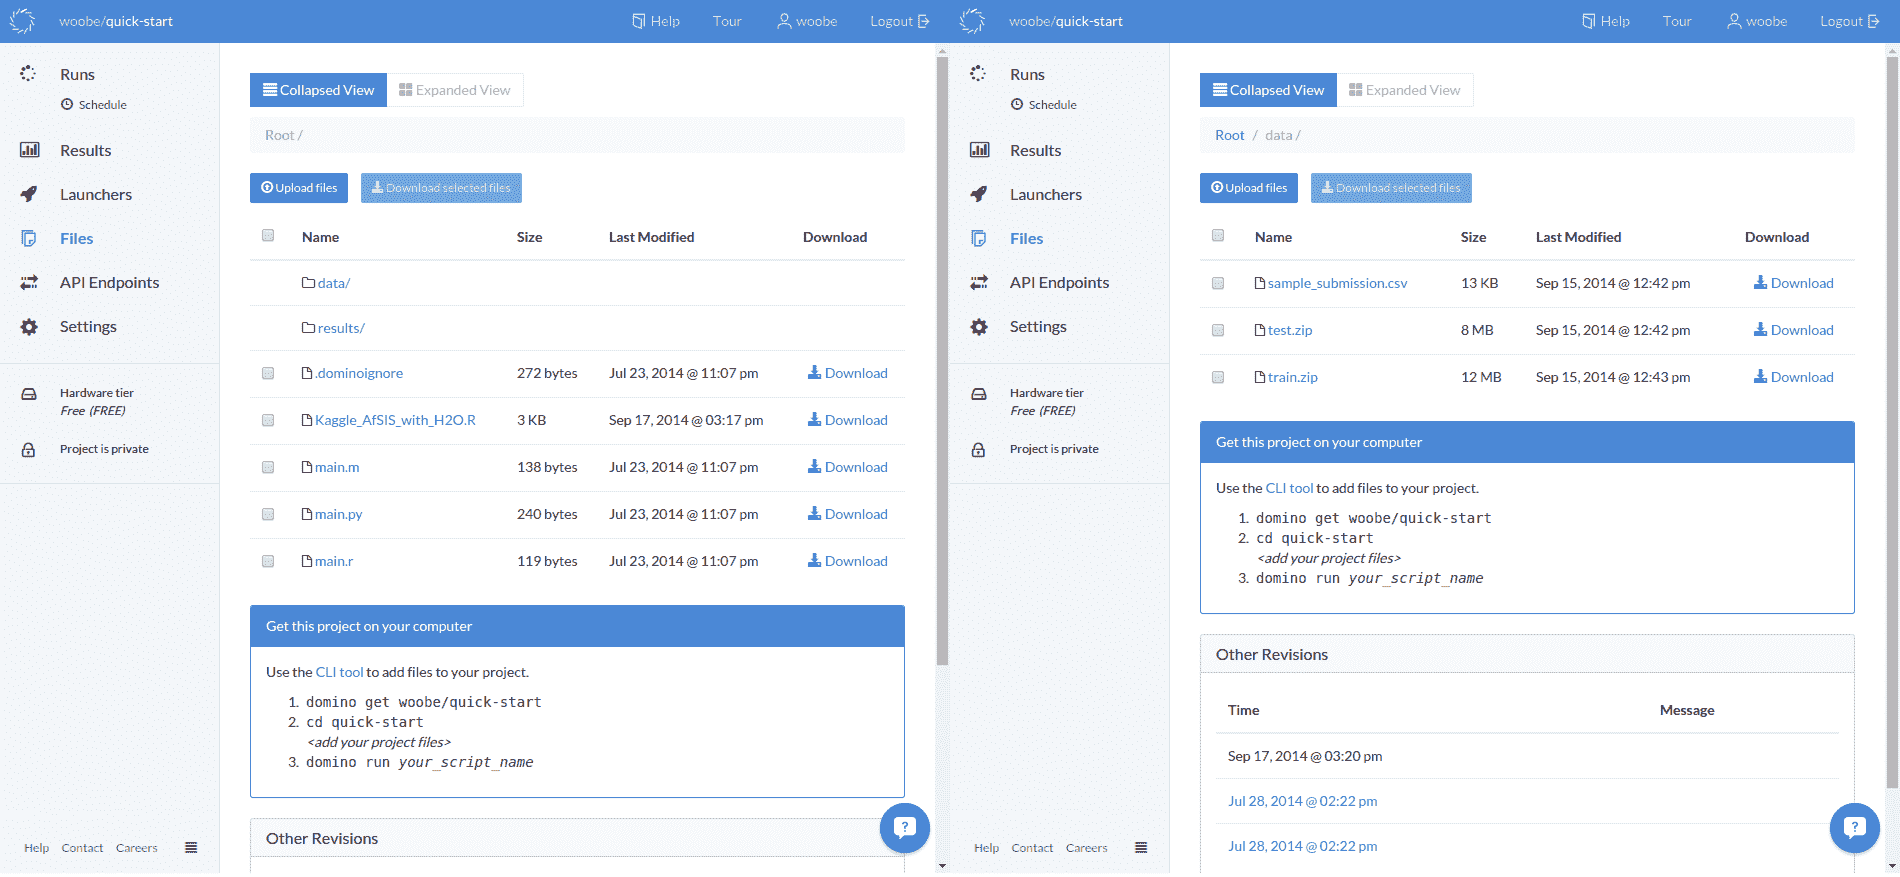 woobe/quick-start Help Tour woobe Logout
Runs
Schedule
Results
Launchers
Files
API Endpoints
Settings
Hardware tier
Free (FREE)
Project is private
Help Contact Careers
Collapsed View Expanded View
Root /
Upload files Download selected files
Name Size Last Modified Download
data/
results/
.dominoignore 272 bytes Jul 23, 2014 @ 11:07 pm Download
Kaggle_AfSIS_with_H2O.R 3 KB Sep 17, 2014 @ 03:17 pm Download
main.m 138 bytes Jul 23, 2014 @ 11:07 pm Download
main.py 240 bytes Jul 23, 2014 @ 11:07 pm Download
main.r 119 bytes Jul 23, 2014 @ 11:07 pm Download
Get this project on your computer
Use the CLI tool to add files to your project.
1. domino get woobe/quick-start
2. cd quick-start
<add your project files>
3. domino run your_script_name
Other Revisions
woobe/quick-start Help Tour woobe Logout
Runs
Schedule
Results
Launchers
Files
API Endpoints
Settings
Hardware tier
Free (FREE)
Project is private
Help Contact Careers
Collapsed View Expanded View
Root / data /
Upload files Download selected files
Name Size Last Modified Download
sample_submission.csv 13 KB Sep 15, 2014 @ 12:42 pm Download
test.zip 8 MB Sep 15, 2014 @ 12:42 pm Download
train.zip 12 MB Sep 15, 2014 @ 12:43 pm Download
Get this project on your computer
Use the CLI tool to add files to your project.
1. domino get woobe/quick-start
2. cd quick-start
<add your project files>
3. domino run your_script_name
Other Revisions
Time Message
Sep 17, 2014 @ 03:20 pm
Jul 28, 2014 @ 02:22 pm
Jul 28, 2014 @ 02:22 pm